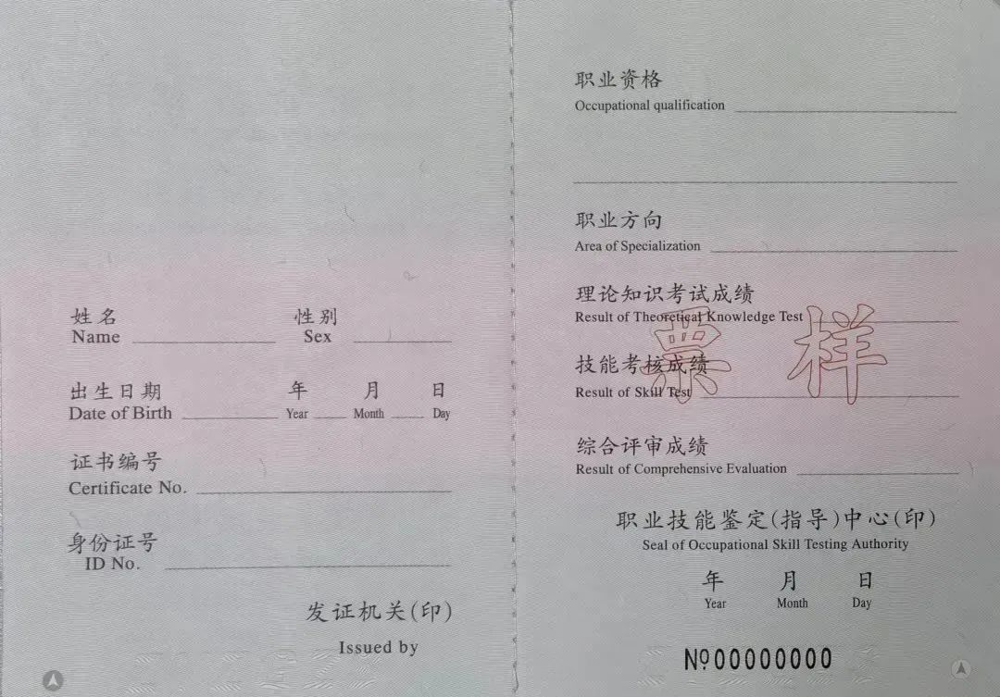 姓名 性别
Name Sex
出生日期 年 月 日
Date of Birth Year Month Day
证书编号
Certificate No.
身份证号
ID No.
发证机关(印)
Issued by
职业资格
Occupational qualification
职业方向
Area of Specialization
理论知识考试成绩
Result of Theoretical Knowledge Test
票样
技能考核成绩
Result of Skill Test
综合评审成绩
Result of Comprehensive Evaluation
职业技能鉴定(指导)中心(印)
Seal of Occupational Skill Testing Authority
年 月 日
Year Month Day
№00000000